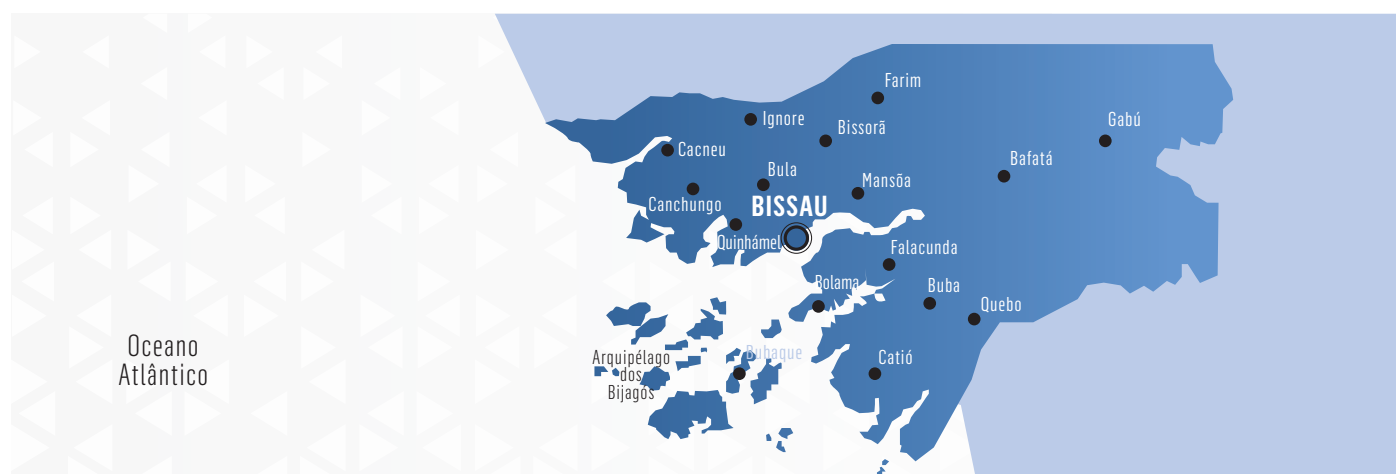 Farim
Ignore
Gabú
Bissorã
Cacneu
Bafatá
Bula
Mansõa
Canchungo
BISSAU
Quinhámel
Falacunda
Bolama
Buba
Quebo
Oceano
Atlântico
Arquipélago
dos
Bijagós
Bubaque
Catió